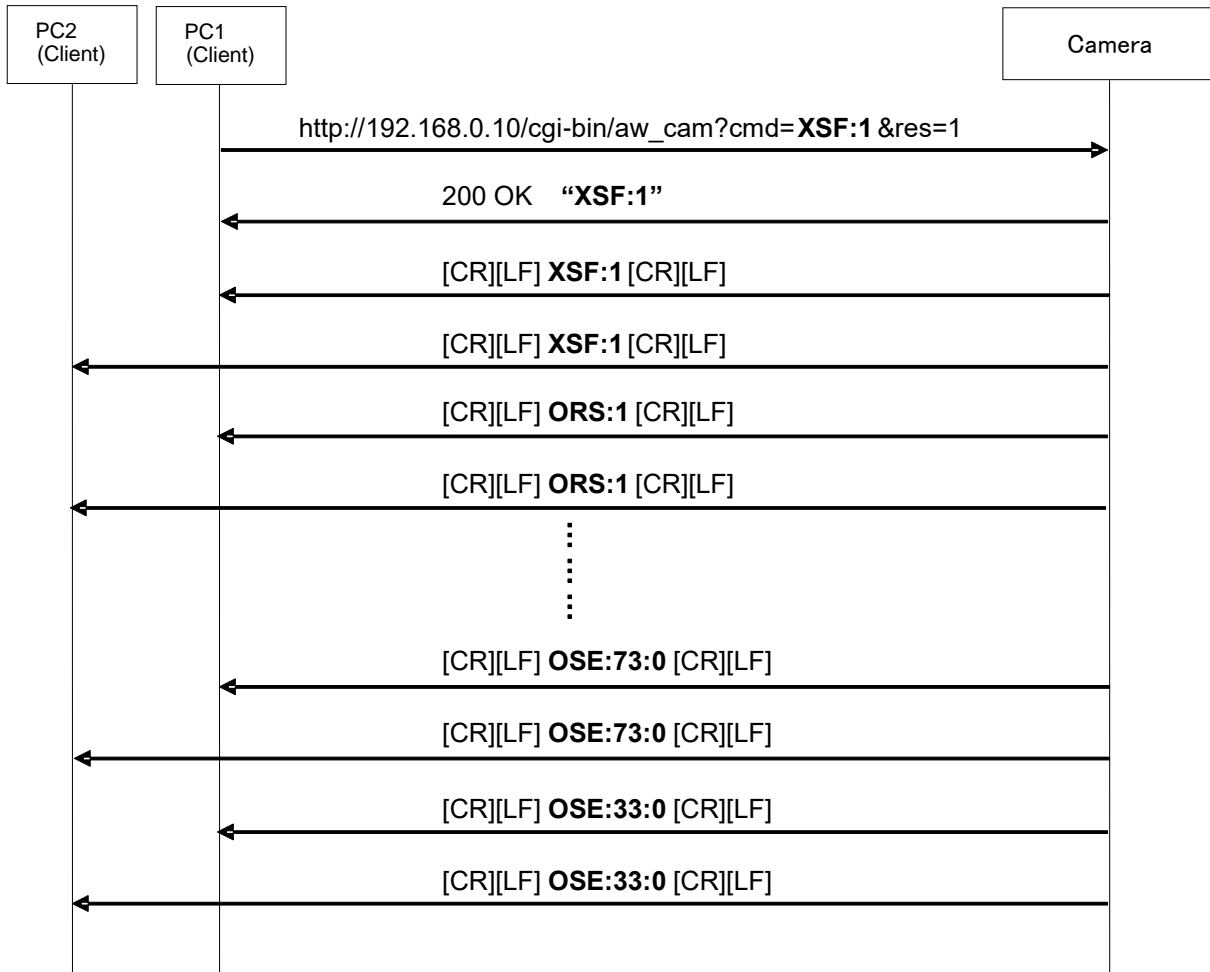 PC2
(Client)
PC1
(Client)
Camera
http://192.168.0.10/cgi-bin/aw_cam?cmd=XSF:1 &res=1
200 OK “XSF:1”
[CR][LF] XSF:1 [CR][LF]
[CR][LF] XSF:1 [CR][LF]
[CR][LF] ORS:1 [CR][LF]
[CR][LF] ORS:1 [CR][LF]
[CR][LF] OSE:73:0 [CR][LF]
[CR][LF] OSE:73:0 [CR][LF]
[CR][LF] OSE:33:0 [CR][LF]
[CR][LF] OSE:33:0 [CR][LF]